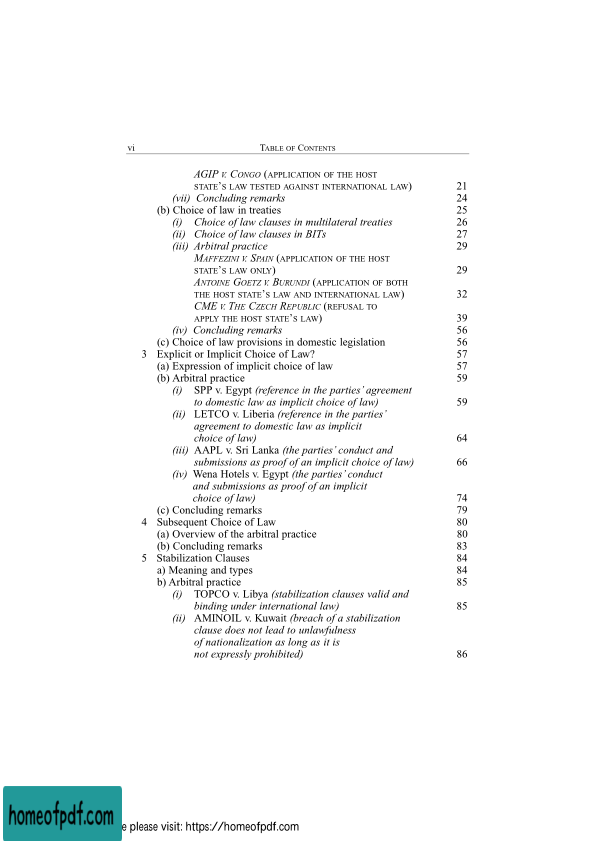 vi TABLE OF CONTENTS
AGIP v. CONGO (APPLICATION OF THE HOST
STATE'S LAW TESTED AGAINST INTERNATIONAL LAW) 21
(vii) Concluding remarks 24
(b) Choice of law in treaties 25
(i) Choice of law clauses in multilateral treaties 26
(ii) Choice of law clauses in BITs 27
(iii) Arbitral practice 29
MAFFEZINI V. SPAIN (APPLICATION OF THE HOST
STATE'S LAW ONLY) 29
ANTOINE GOETZ V. BURUNDI (APPLICATION OF BOTH
THE HOST STATE'S LAW AND INTERNATIONAL LAW) 32
CME V. THE CZECH REPUBLIC (REFUSAL TO
APPLY THE HOST STATE'S LAW) 39
(iv) Concluding remarks 56
(c) Choice of law provisions in domestic legislation 56
3 Explicit or Implicit Choice of Law? 57
(a) Expression of implicit choice of law 57
(b) Arbitral practice 59
(i) SPP v. Egypt (reference in the parties' agreement
to domestic law as implicit choice of law) 59
(ii) LETCO v. Liberia (reference in the parties'
agreement to domestic law as implicit
choice of law) 64
(iii) AAPL v. Sri Lanka (the parties' conduct and
submissions as proof of an implicit choice of law) 66
(iv) Wena Hotels v. Egypt (the parties' conduct
and submissions as proof of an implicit
choice of law) 74
(c) Concluding remarks 79
4 Subsequent Choice of Law 80
(a) Overview of the arbitral practice 80
(b) Concluding remarks 83
5 Stabilization Clauses 84
a) Meaning and types 84
b) Arbitral practice 85
(i) TOPCO v. Libya (stabilization clauses valid and
binding under international law) 85
(ii) AMINOIL v. Kuwait (breach of a stabilization
clause does not lead to unlawfulness
of nationalization as long as it is
not expressly prohibited) 86
homeofpdf.com
e please visit: https://homeofpdf.com